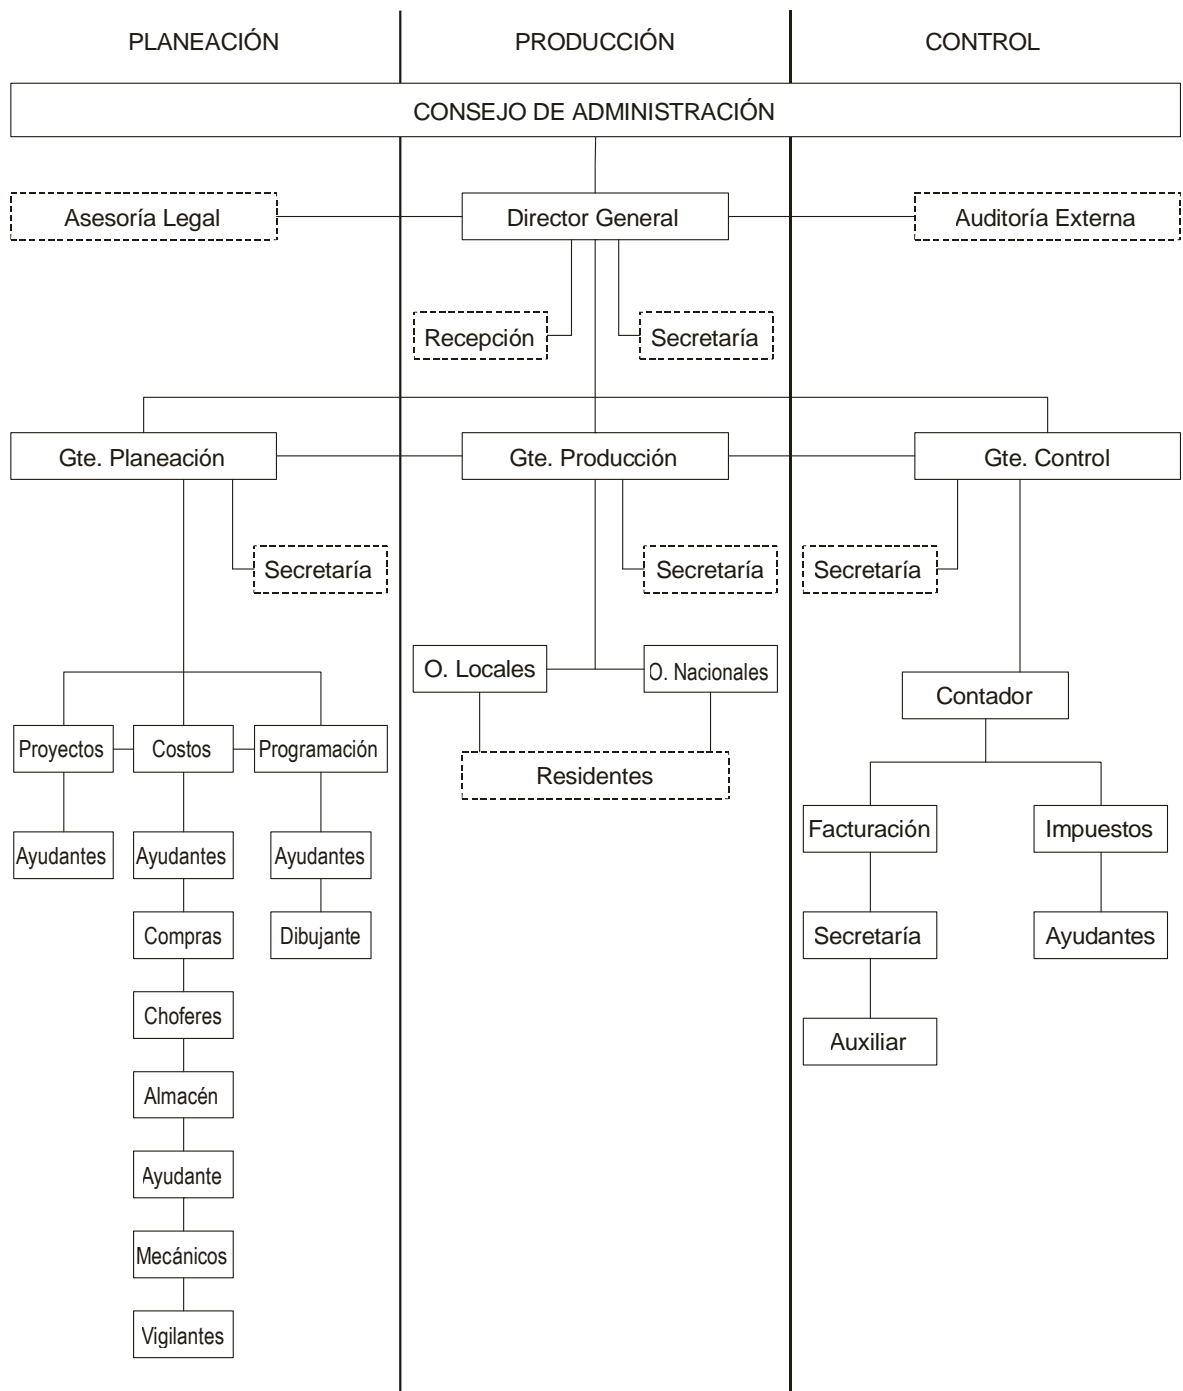 PLANEACIÓN
PRODUCCIÓN
CONTROL
CONSEJO DE ADMINISTRACIÓN
Asesoría Legal
Director General
Auditoría Externa
Recepción
Secretaría
Gte. Planeación
Gte. Producción
Gte. Control
Secretaría
Secretaría
Secretaría
O. Locales
O. Nacionales
Contador
Proyectos
Costos
Programación
Residentes
Facturación
Impuestos
Ayudantes
Ayudantes
Ayudantes
Compras
Dibujante
Secretaría
Ayudantes
Choferes
Auxiliar
Almacén
Ayudante
Mecánicos
Vigilantes